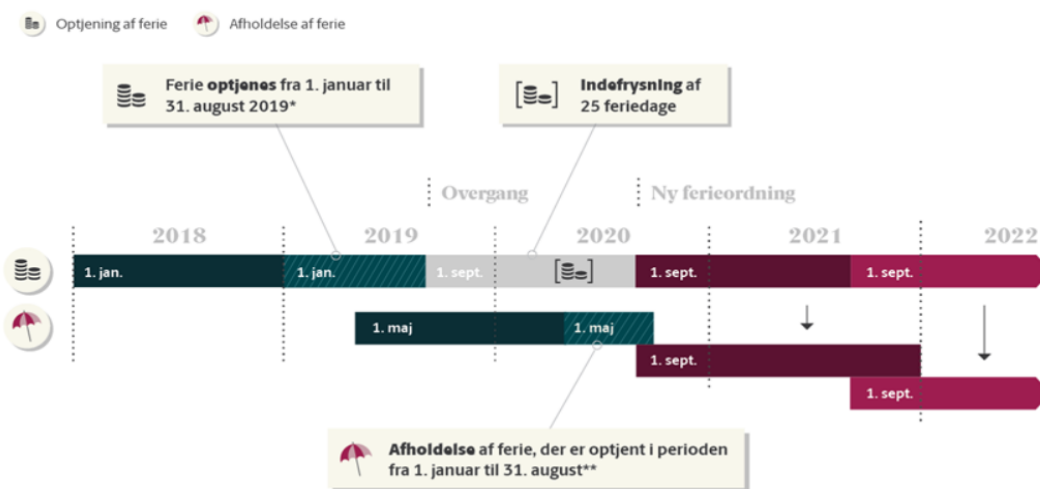 Optjening af ferie
Afholdelse af ferie
Ferie optjenes fra 1. januar til
31. august 2019*
Indefrysning af
25 feriedage
Overgang
Ny ferieordning
2018
2019
2020
2021
2022
1. jan.
1. jan.
1. sept.
1. sept.
1. sept.
1. maj
1. maj
1. sept.
1. sept.
Afholdelse af ferie, der er optjent i perioden
fra 1. januar til 31. august**